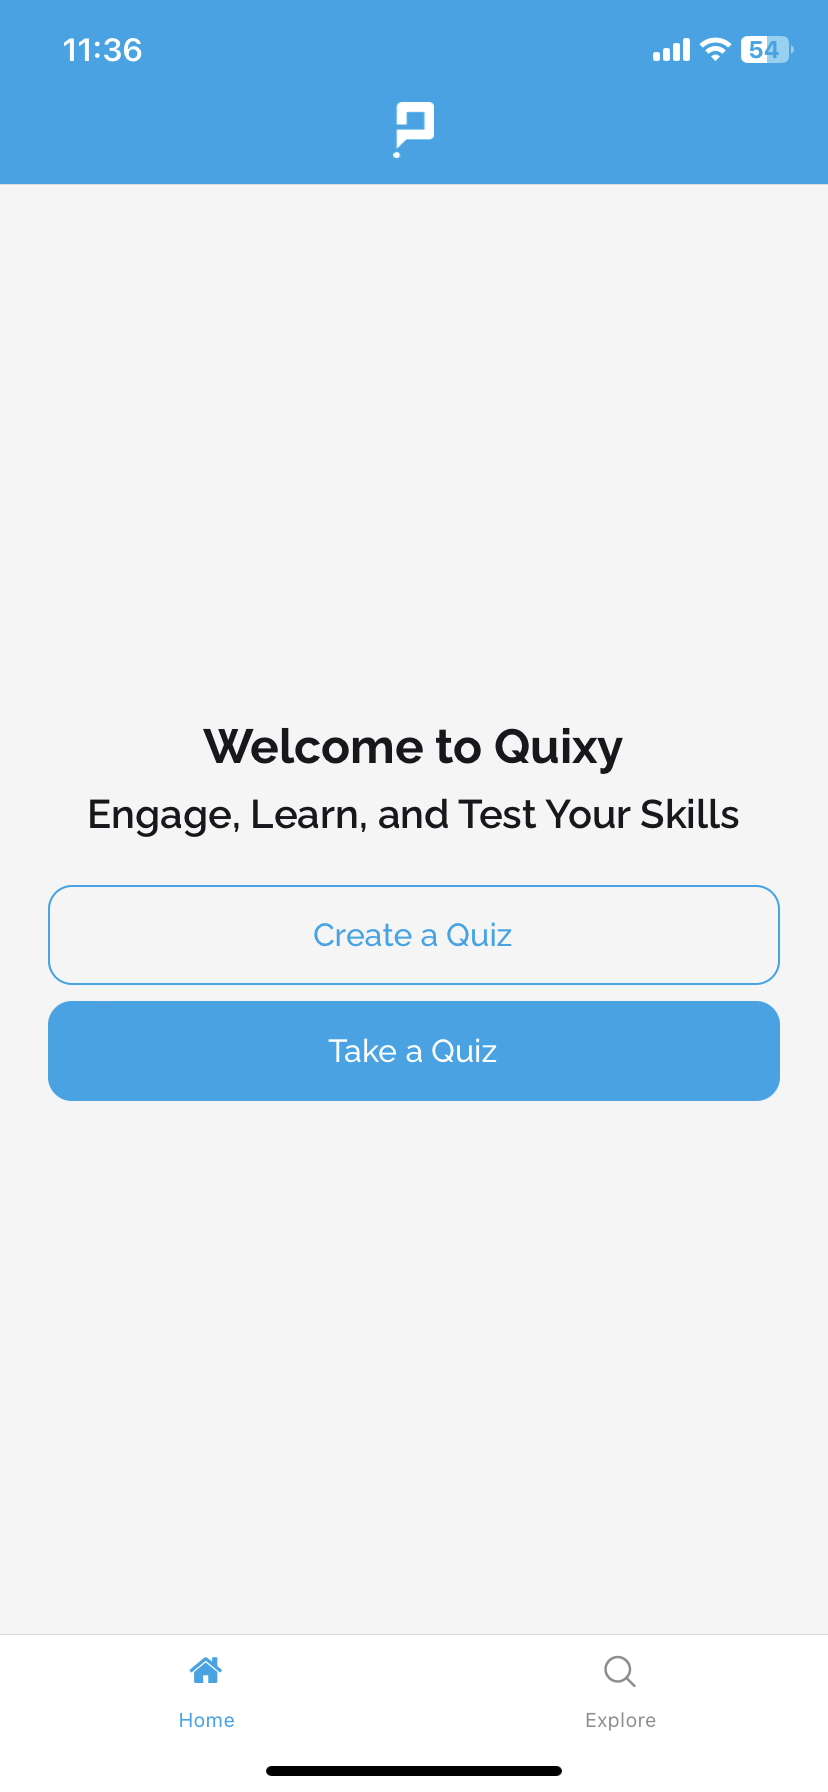 11:36
54
Welcome to Quixy
Engage, Learn, and Test Your Skills
Create a Quiz
Take a Quiz
Home
Explore